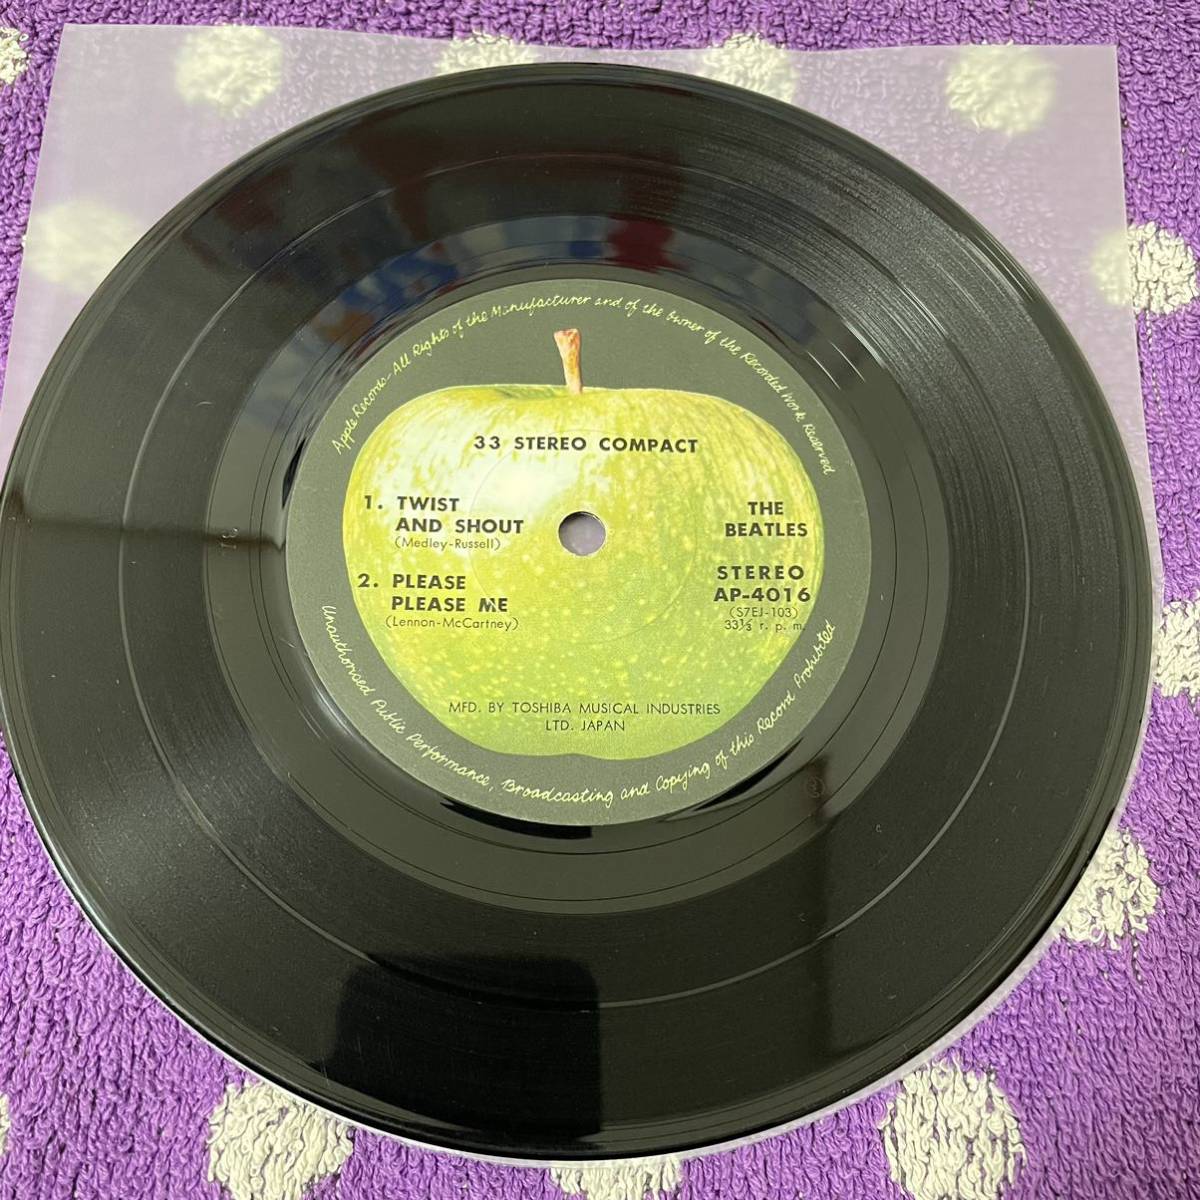 Apple Records-All Rights of the Manufacturer and of the Owner of the Recorded Work Reserved
33 STEREO COMPACT
1. TWIST
AND SHOUT
(Medley-Russell)
2. PLEASE
PLEASE ME
(Lennon-McCartney)
THE
BEATLES
STEREO
AP-4016
(S7EJ-103)
33⅓ r. p. m.
MFD. BY TOSHIBA MUSICAL INDUSTRIES
LTD. JAPAN
Unauthorised Public Performance, Broadcasting and Copying of this Record Prohibited